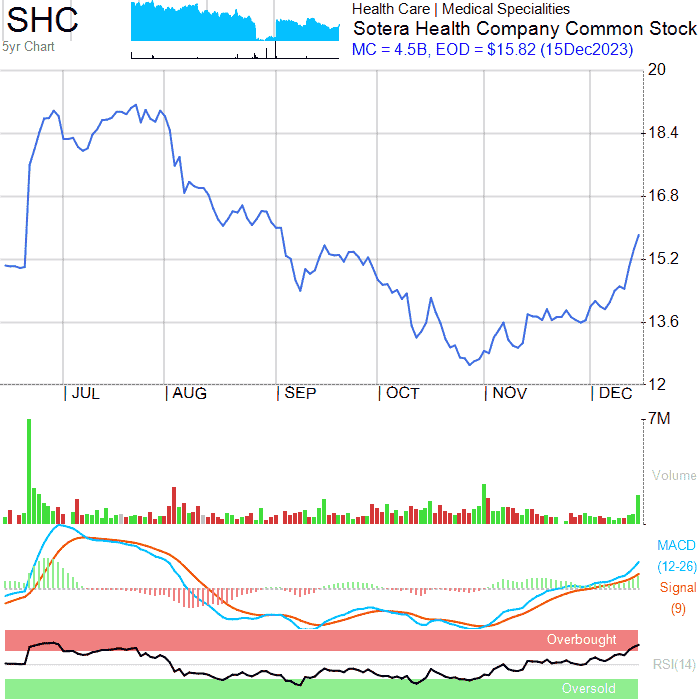 SHC
5yr Chart
Health Care | Medical Specialities
Sotera Health Company Common Stock
MC = 4.5B, EOD = $15.82 (15Dec2023)
20
18.4
16.8
15.2
13.6
12
| JUL | AUG | SEP | OCT | NOV | DEC
7M
Volume
MACD
(12-26)
Signal
(9)
Overbought
RSI(14)
Oversold